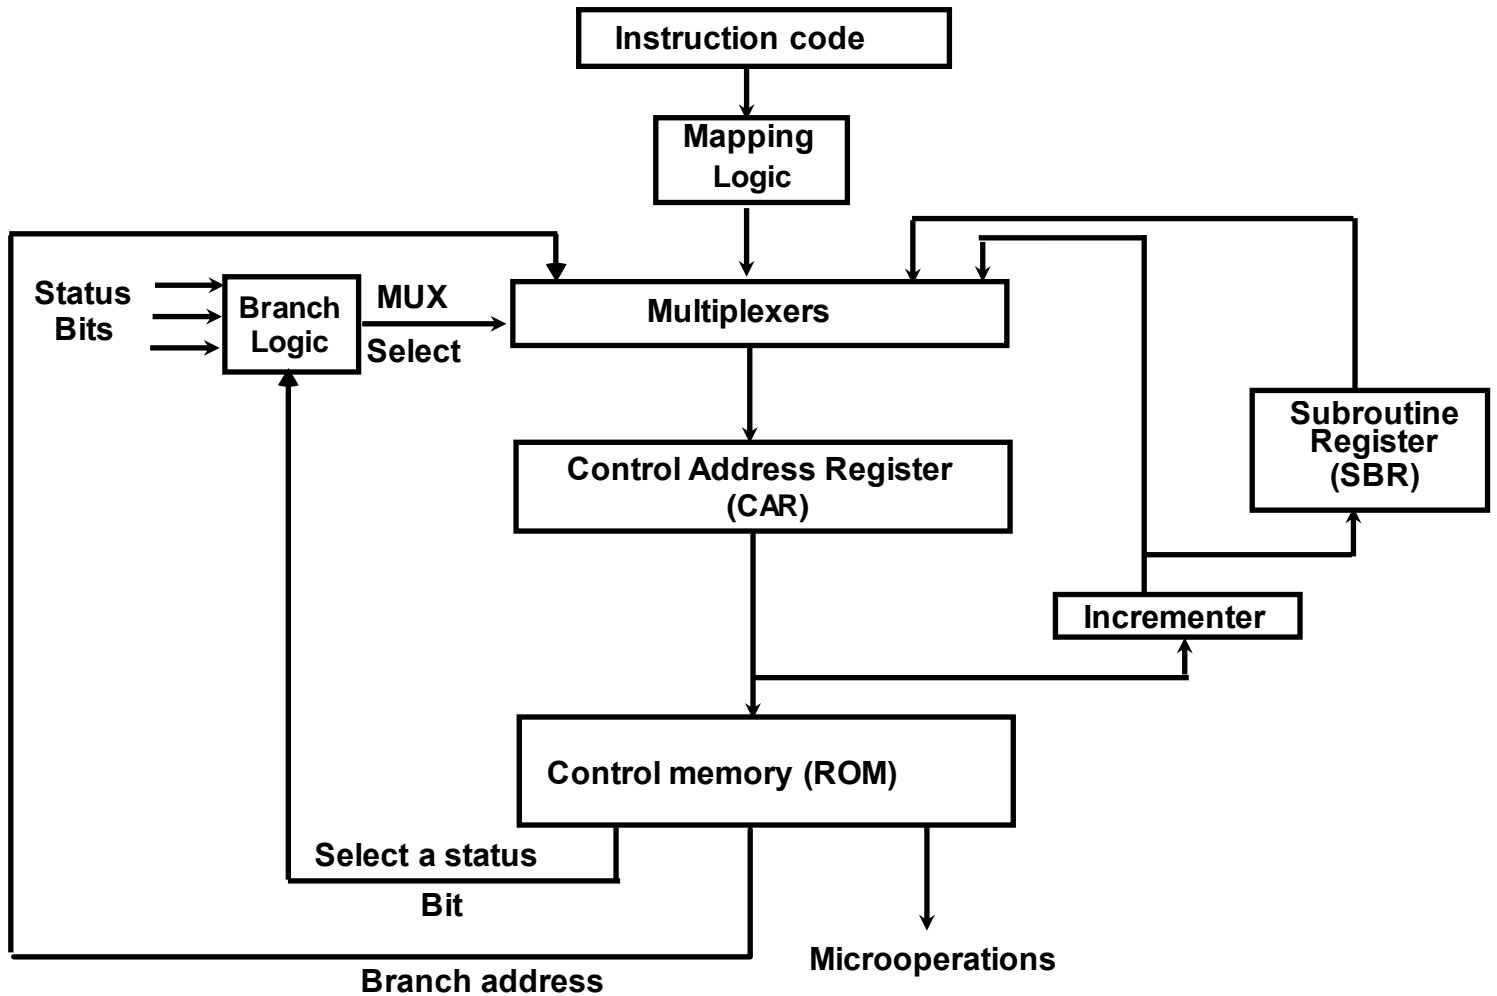 Instruction code
Mapping
Logic
Status
Bits
Branch
Logic
MUX
Select
Multiplexers
Subroutine
Register
(SBR)
Control Address Register
(CAR)
Incrementer
Control memory (ROM)
Select a status
Bit
Microoperations
Branch address